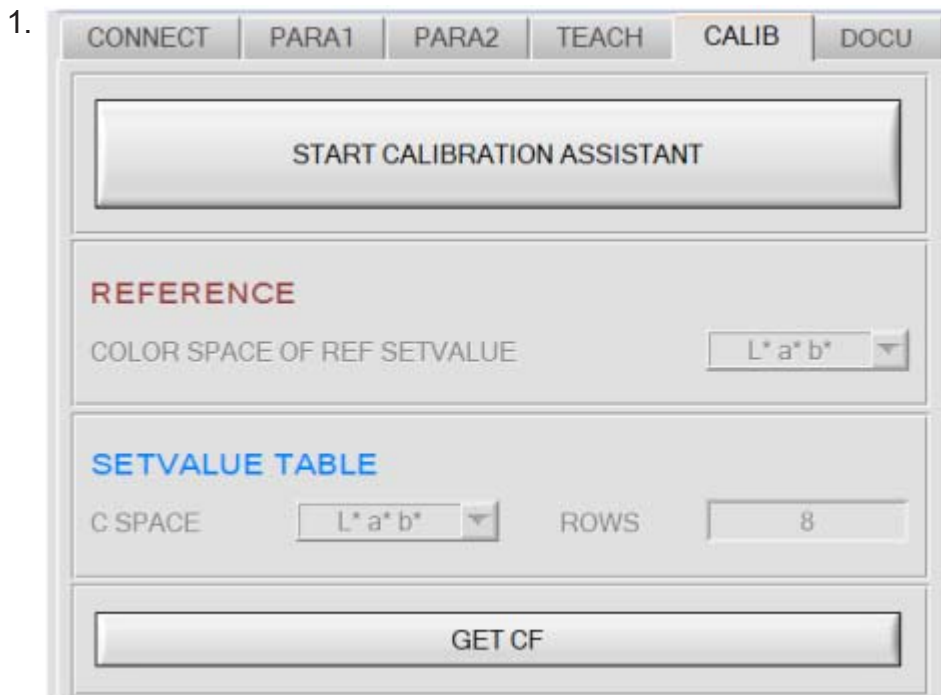 1.
CONNECT PARA1 PARA2 TEACH CALIB DOCU
START CALIBRATION ASSISTANT
REFERENCE
COLOR SPACE OF REF SETVALUE L* a* b*
SETVALUE TABLE
C SPACE L* a* b* ROWS 8
GET CF